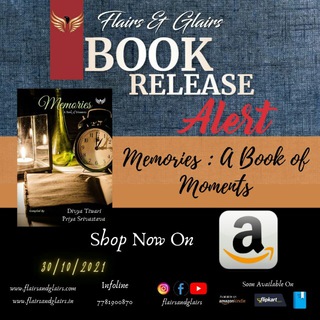 Flairs & Glairs
BOOK
RELEASE
Alert
Memories
Memories : A Book of
Moments
Compiled by
Divya Tiwari
Priya Srivastava
Shop Now On
a
30/10/2021
Infoline
Soon Available On
www.flairsandglairs.com
www.flairsandglairs.in
7781900870
flairsandglairs
amazonkindle
flipkart